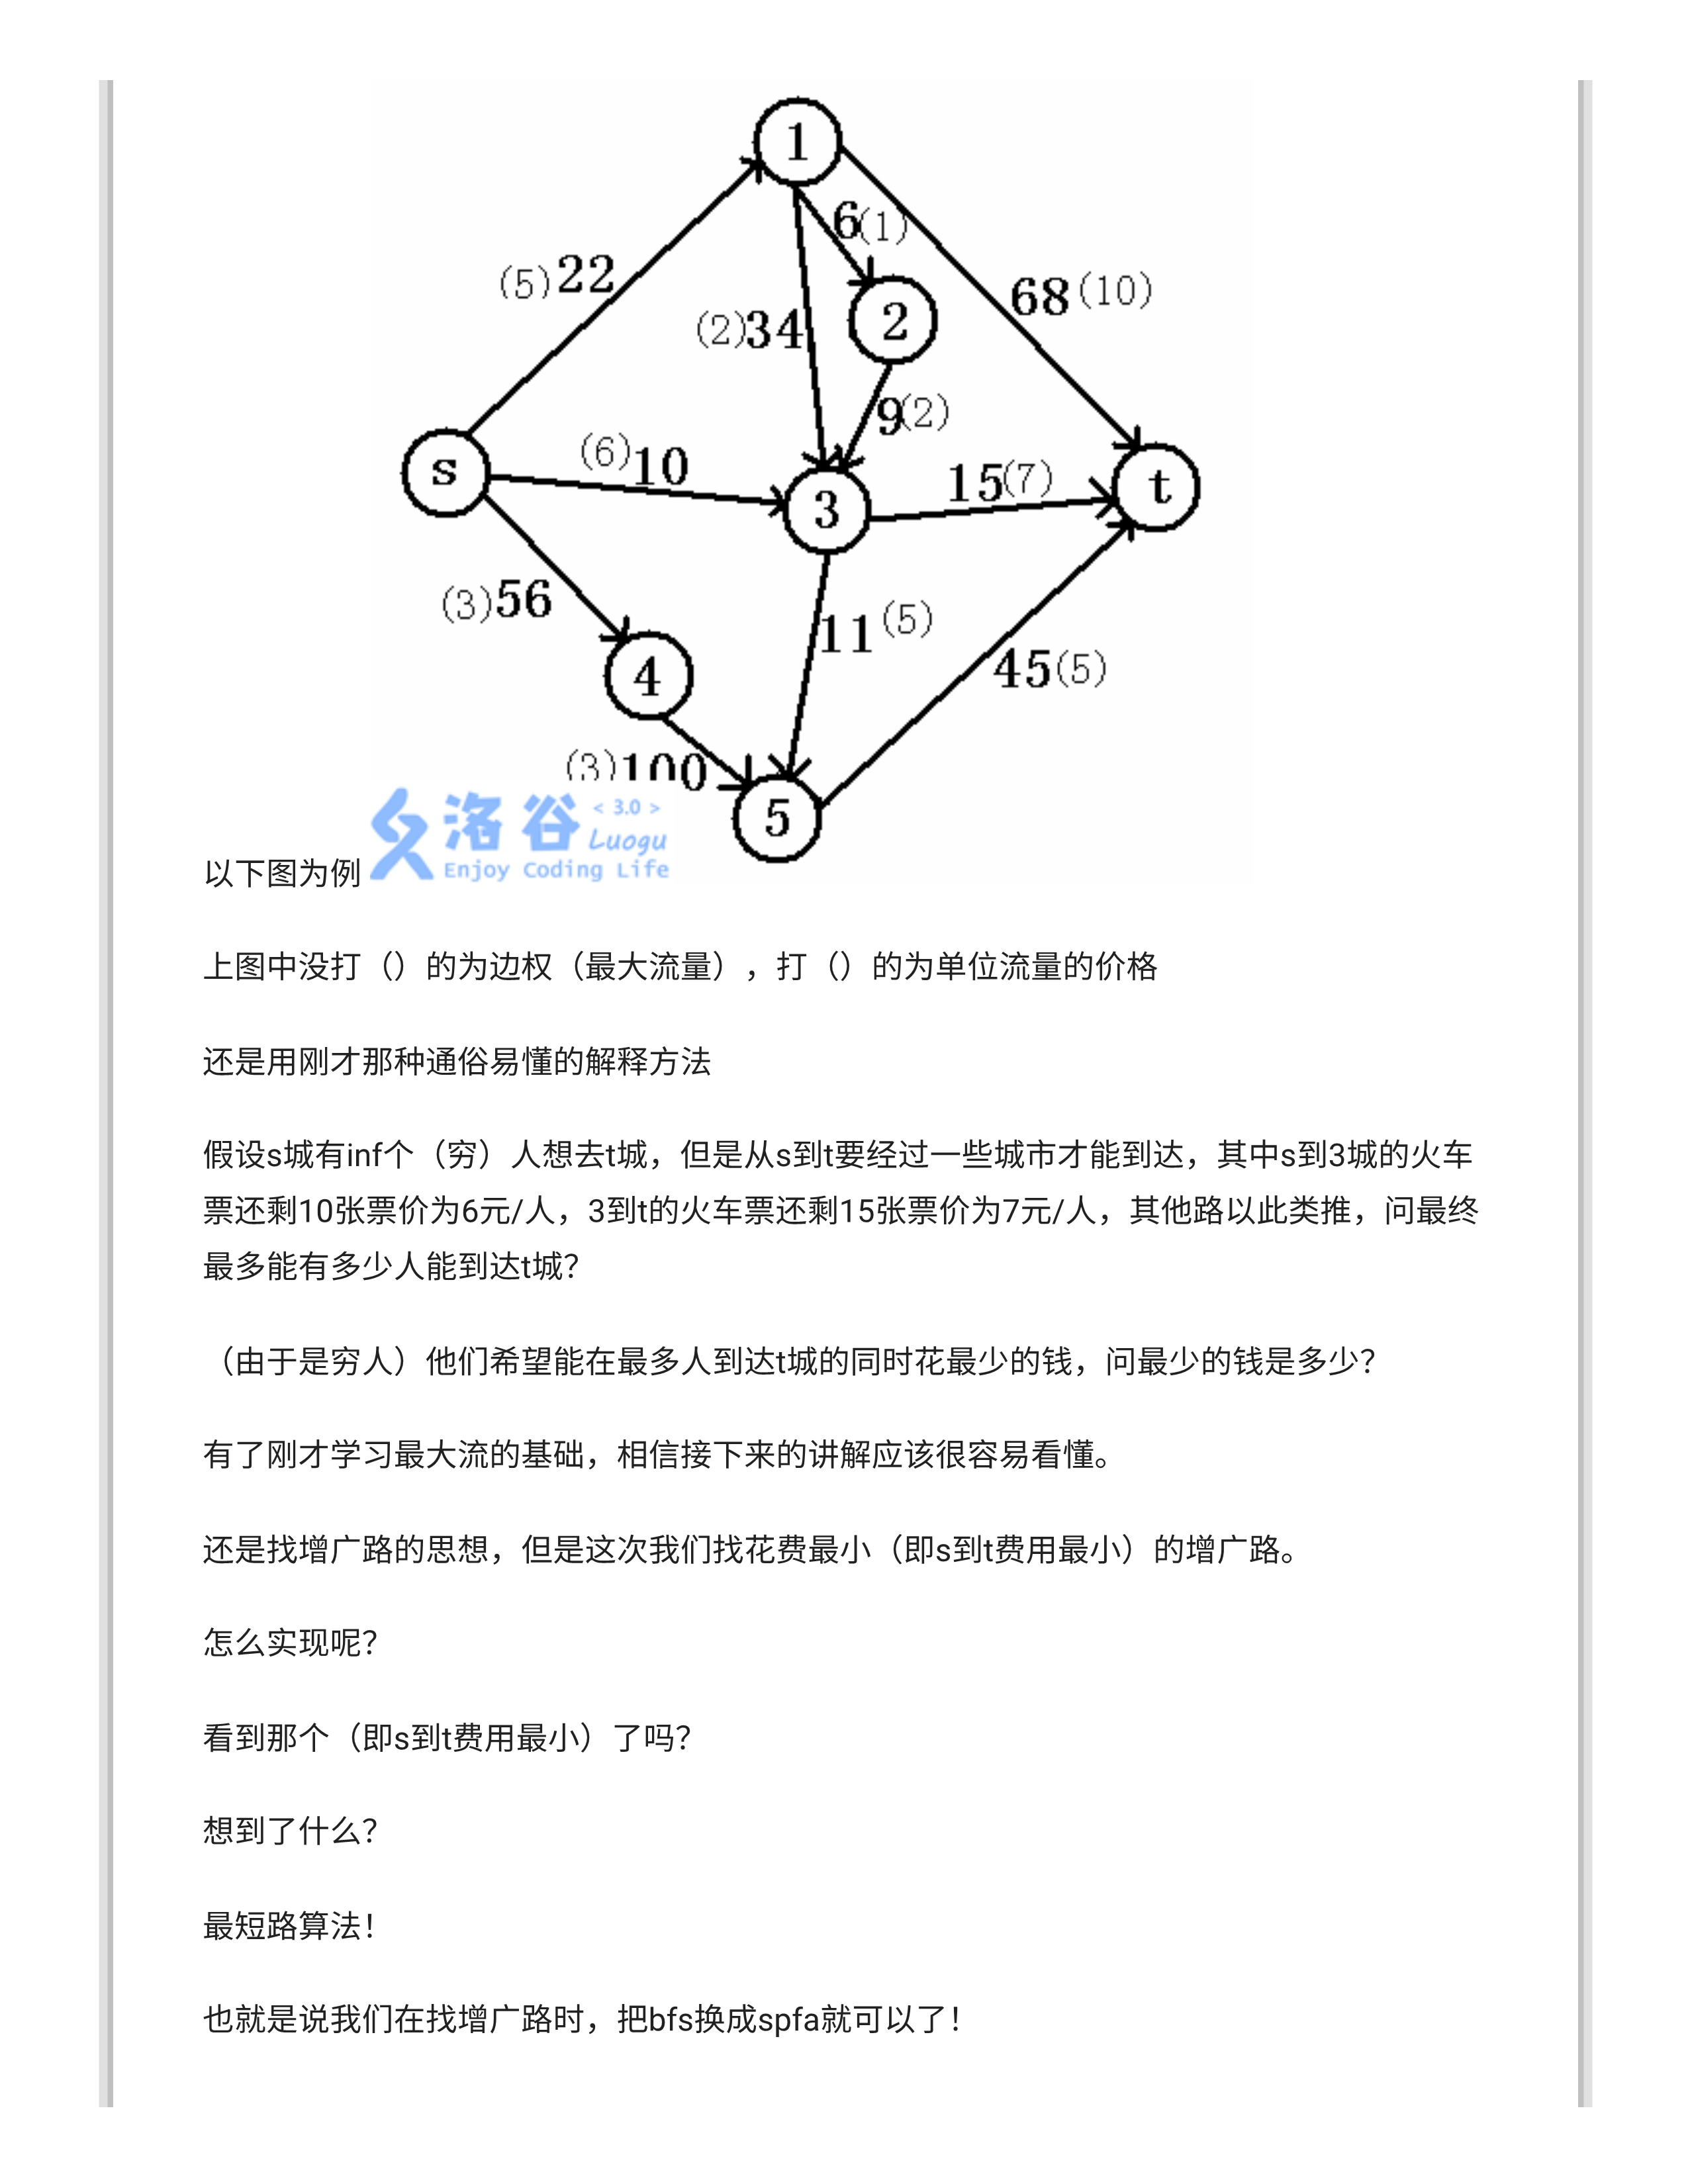 1
6(1)
(5)22
68(10)
(2)34
2
9(2)
s
(6)10
3
15(7)
t
(3)56
11(5)
4
45(5)
(3)100
5
洛谷 < 3.0 >
Luogu
Enjoy Coding Life
以下图为例
上图中没打（）的为边权（最大流量），打（）的为单位流量的价格
还是用刚才那种通俗易懂的解释方法
假设s城有inf个（穷）人想去t城，但是从s到t要经过一些城市才能到达，其中s到3城的火车
票还剩10张票价为6元/人，3到t的火车票还剩15张票价为7元/人，其他路以此类推，问最终
最多能有多少人能到达t城？
（由于是穷人）他们希望能在最多人到达t城的同时花最少的钱，问最少的钱是多少？
有了刚才学习最大流的基础，相信接下来的讲解应该很容易看懂。
还是找增广路的思想，但是这次我们找花费最小（即s到t费用最小）的增广路。
怎么实现呢？
看到那个（即s到t费用最小）了吗？
想到了什么？
最短路算法！
也就是说我们在找增广路时，把bfs换成spfa就可以了！